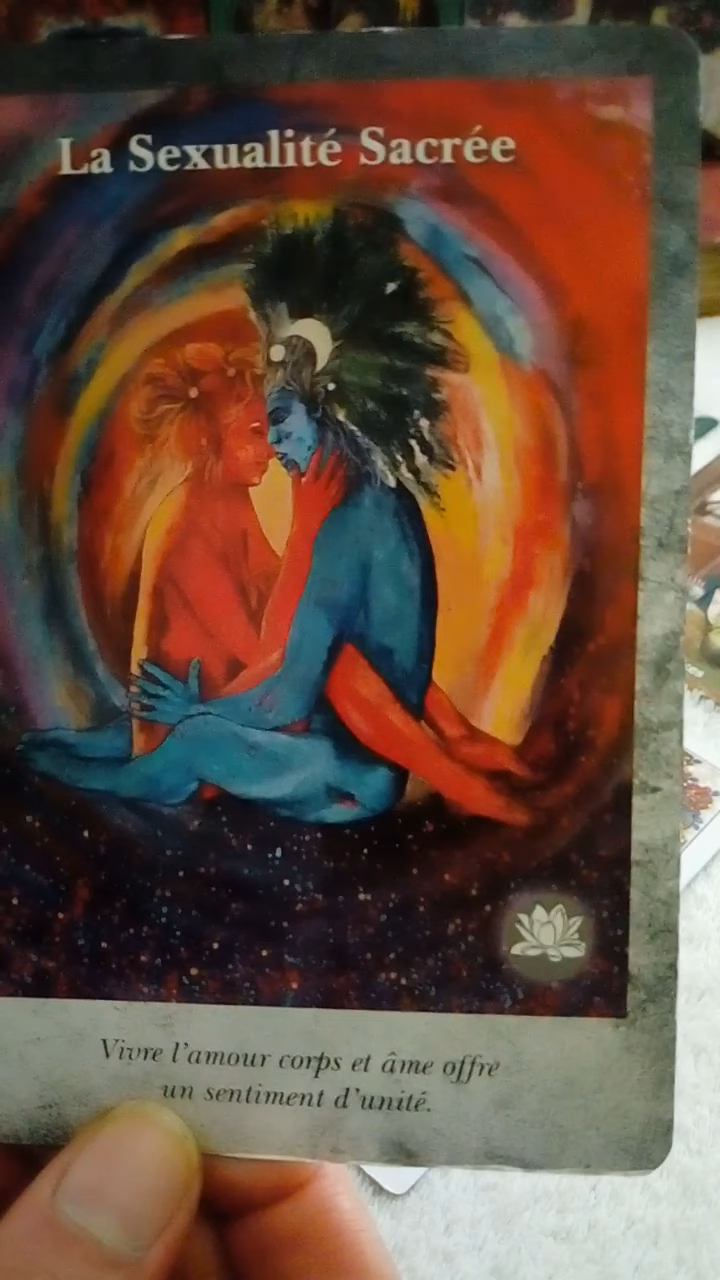 La Sexualité Sacrée
Vivre l'amour corps et âme offre
un sentiment d'unité.